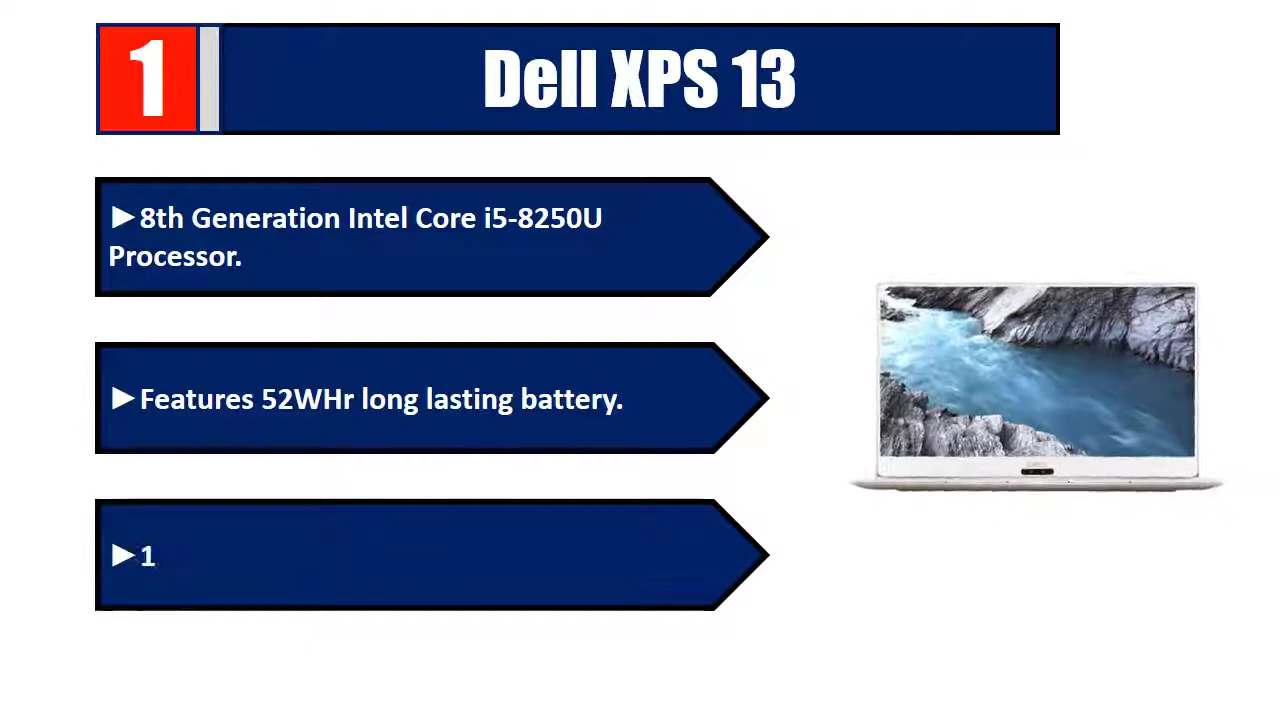 1
Dell XPS 13
►8th Generation Intel Core i5-8250U
Processor.
►Features 52WHr long lasting battery.
►1